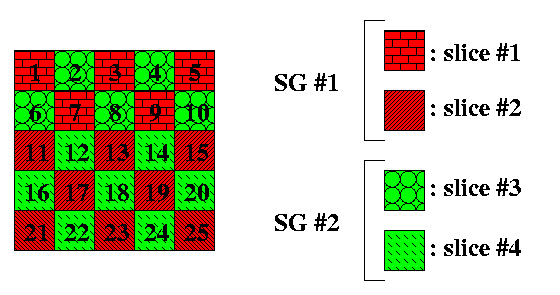 1 2 3 4 5
6 7 8 9 10
11 12 13 14 15
16 17 18 19 20
21 22 23 24 25
SG #1
: slice #1
: slice #2
SG #2
: slice #3
: slice #4